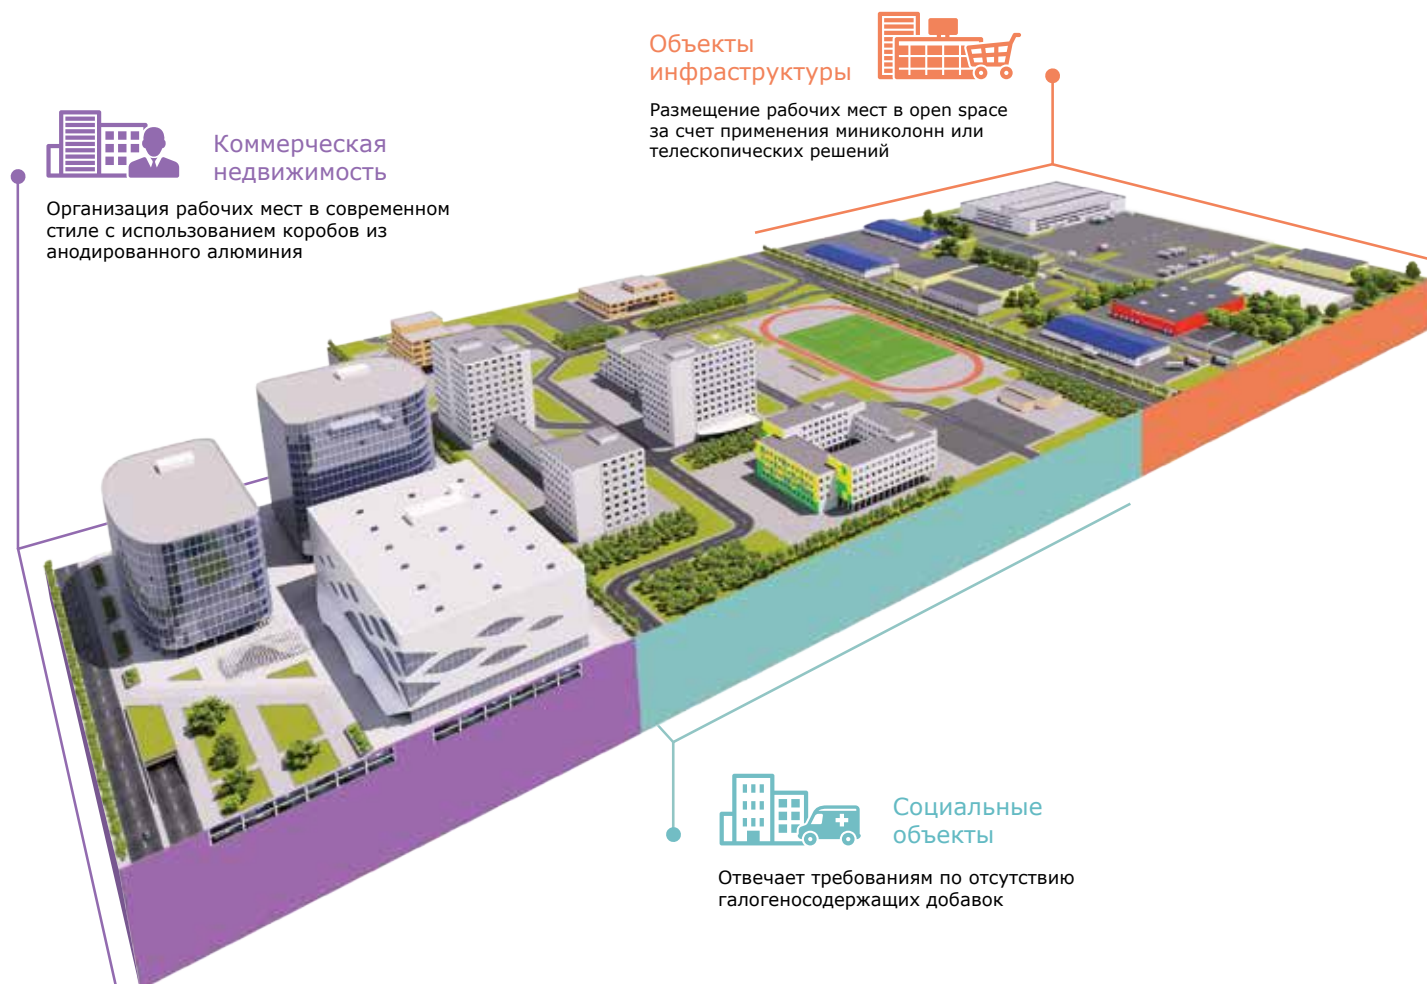 Объекты
инфраструктуры
Размещение рабочих мест в open space
за счет применения миниколонн или
телескопических решений
Коммерческая
недвижимость
Организация рабочих мест в современном
стиле с использованием коробов из
анодированного алюминия
Социальные
объекты
Отвечает требованиям по отсутствию
галогеносодержащих добавок